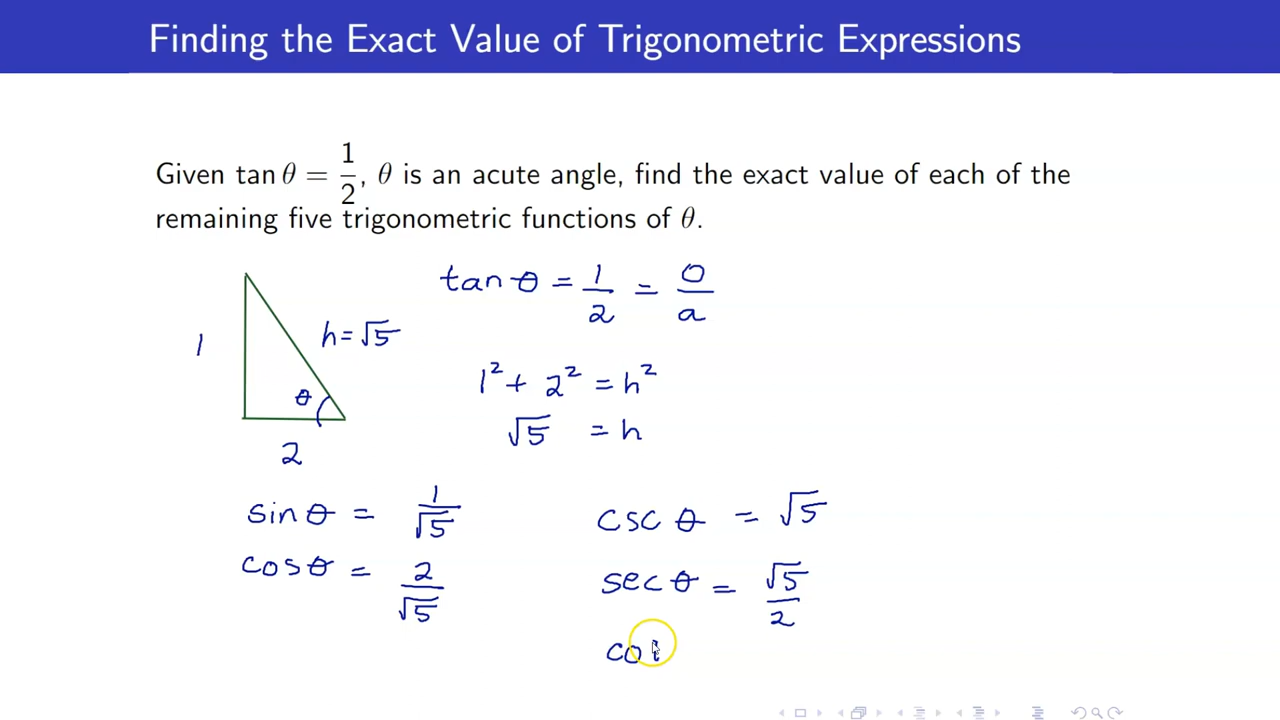 Finding the Exact Value of Trigonometric Expressions
Given tan θ = 1/2, θ is an acute angle, find the exact value of each of the
remaining five trigonometric functions of θ.
tan θ = 1/2 = o/a
1
h = √5
θ
2
1² + 2² = h²
√5 = h
sin θ = 1/√5
cos θ = 2/√5
csc θ = √5
sec θ = √5/2
cot